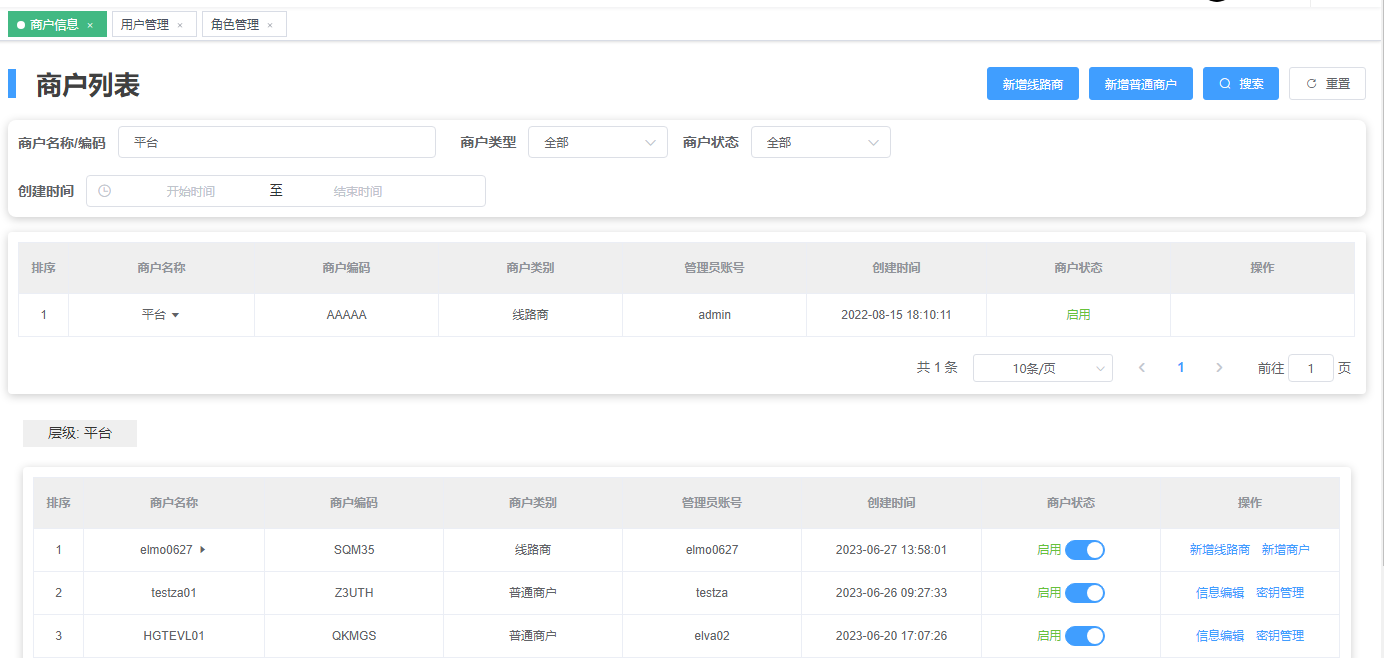 商户信息 × 用户管理 × 角色管理 ×
商户列表 新增线路商 新增普通商户 搜索 重置
商户名称/编码 平台 商户类型 全部 商户状态 全部
创建时间 开始时间 至 结束时间
排序 商户名称 商户编码 商户类别 管理员账号 创建时间 商户状态 操作
1 平台 AAAAA 线路商 admin 2022-08-15 18:10:11 启用
共 1 条 10条/页 1 前往 1 页
层级: 平台
排序 商户名称 商户编码 商户类别 管理员账号 创建时间 商户状态 操作
1 elmo0627 SQM35 线路商 elmo0627 2023-06-27 13:58:01 启用 新增线路商 新增商户
2 testza01 Z3UTH 普通商户 testza 2023-06-26 09:27:33 启用 信息编辑 密钥管理
3 HGTEVL01 QKMGS 普通商户 elva02 2023-06-20 17:07:26 启用 信息编辑 密钥管理